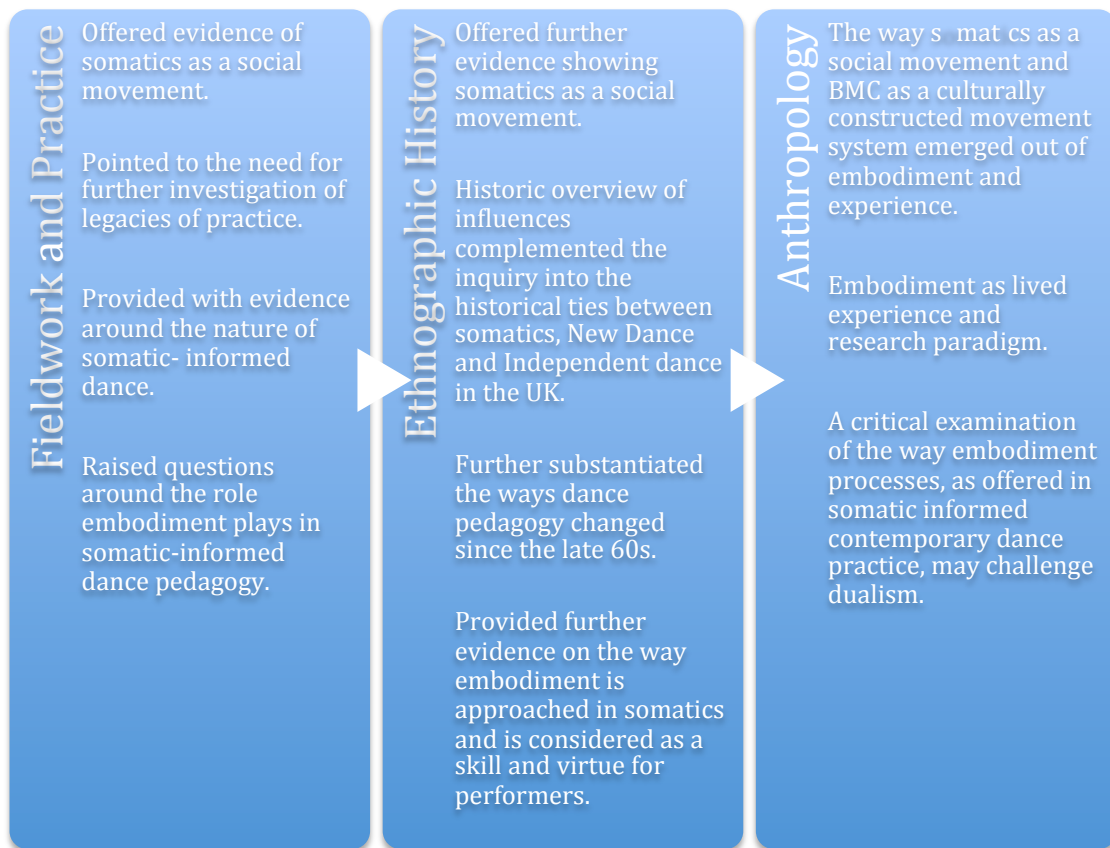 Fieldwork and Practice
Offered evidence of
somatics as a social
movement.
Pointed to the need for
further investigation of
legacies of practice.
Provided with evidence
around the nature of
somatic- informed
dance.
Raised questions
around the role
embodiment plays in
somatic-informed
dance pedagogy.
Ethnographic History
Offered further
evidence showing
somatics as a social
movement.
Historic overview of
influences
complemented the
inquiry into the
historical ties between
somatics, New Dance
and Independent dance
in the UK.
Further substantiated
the ways dance
pedagogy changed
since the late 60s.
Provided further
evidence on the way
embodiment is
approached in somatics
and is considered as a
skill and virtue for
performers.
Anthropology
The way s mat cs as a
social movement and
BMC as a culturally
constructed movement
system emerged out of
embodiment and
experience.
Embodiment as lived
experience and
research paradigm.
A critical examination
of the way embodiment
processes, as offered in
somatic informed
contemporary dance
practice, may challenge
dualism.